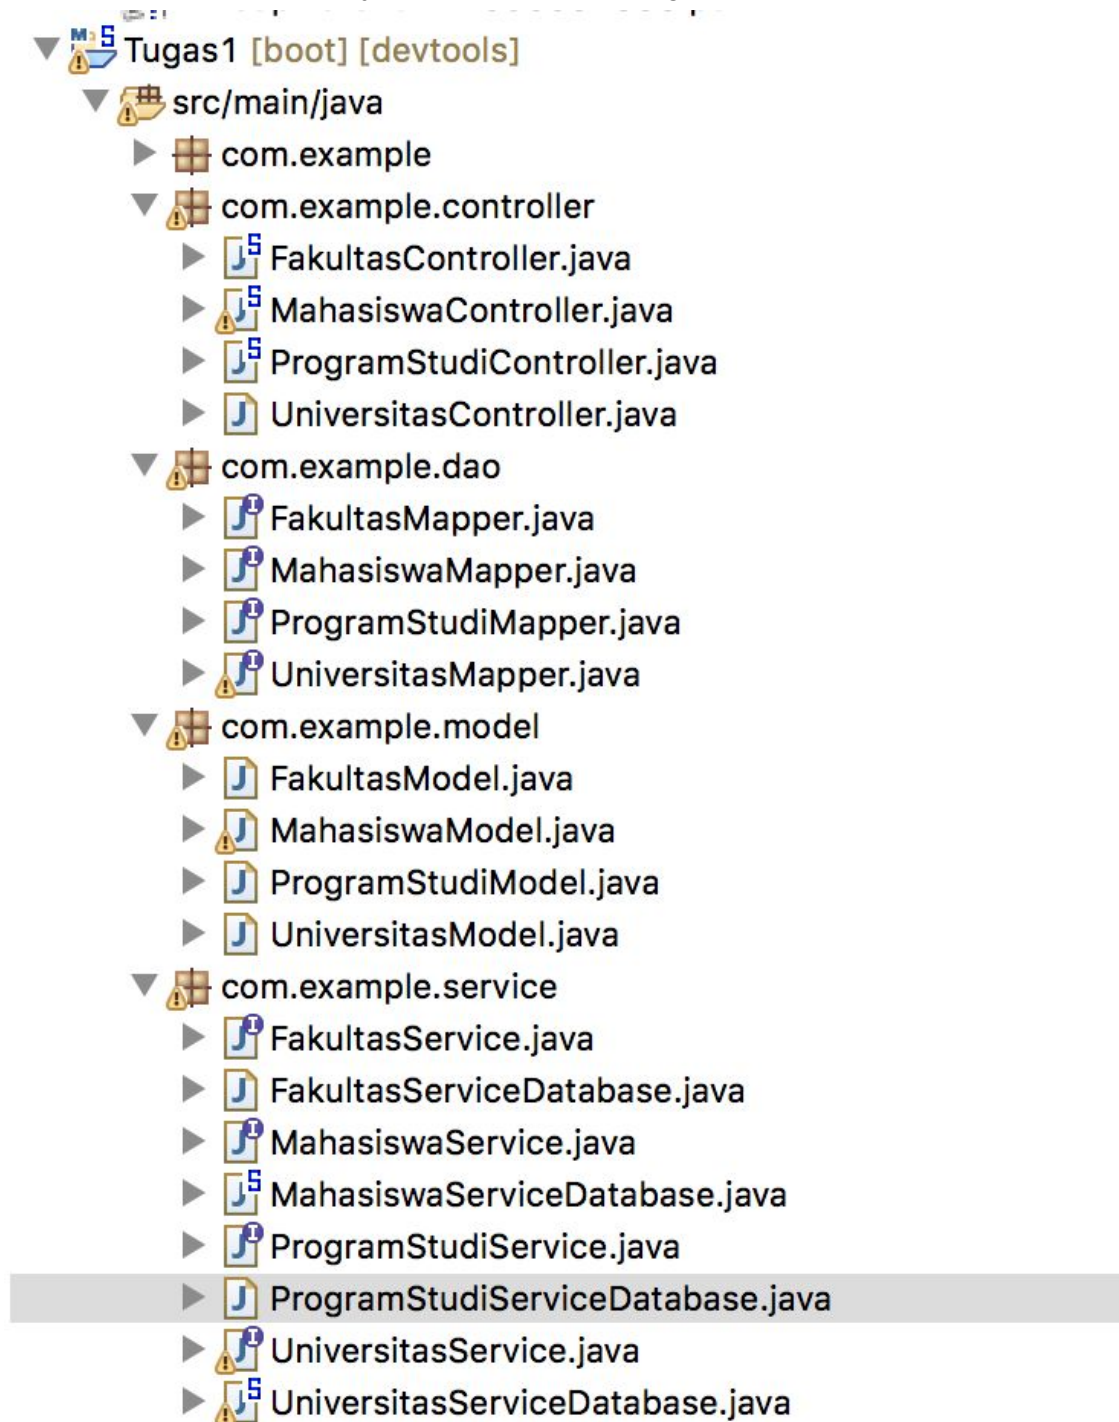 Tugas1 [boot] [devtools]
src/main/java
com.example
com.example.controller
FakultasController.java
MahasiswaController.java
ProgramStudiController.java
UniversitasController.java
com.example.dao
FakultasMapper.java
MahasiswaMapper.java
ProgramStudiMapper.java
UniversitasMapper.java
com.example.model
FakultasModel.java
MahasiswaModel.java
ProgramStudiModel.java
UniversitasModel.java
com.example.service
FakultasService.java
FakultasServiceDatabase.java
MahasiswaService.java
MahasiswaServiceDatabase.java
ProgramStudiService.java
ProgramStudiServiceDatabase.java
UniversitasService.java
UniversitasServiceDatabase.java